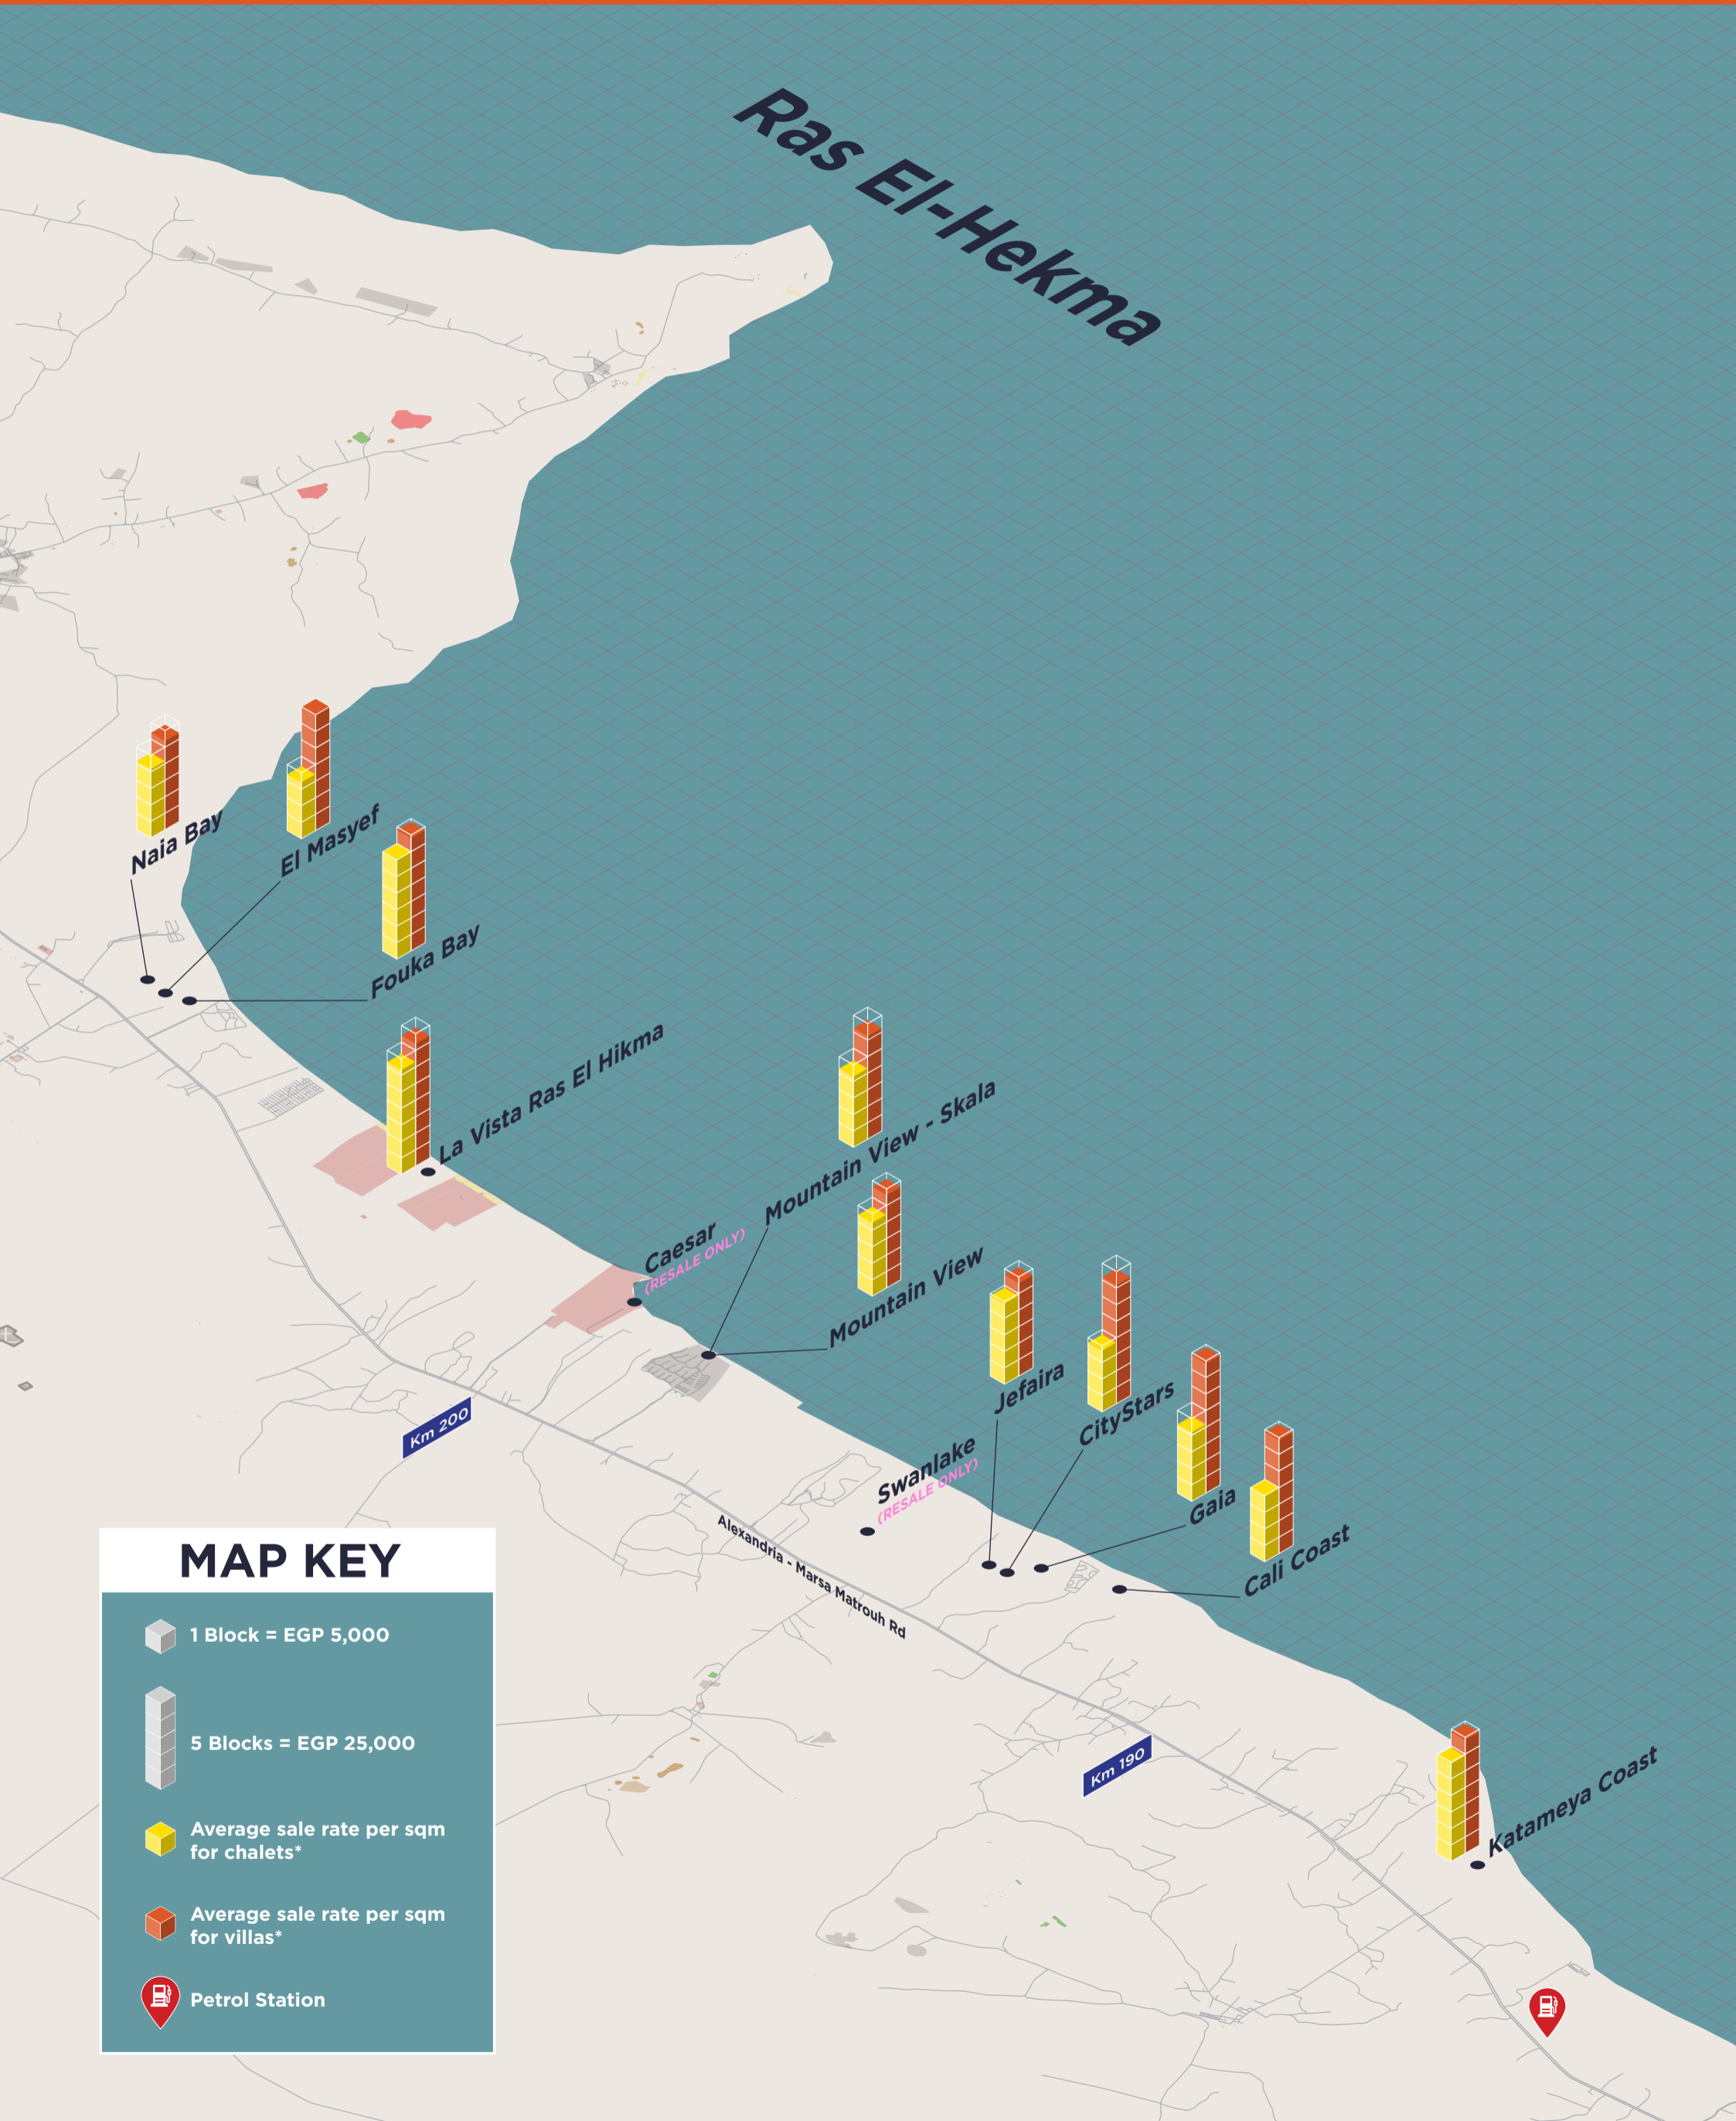 Ras El-Hekma
Naia Bay
El Masyef
Fouka Bay
La Vista Ras El Hikma
Mountain View - Skala
Caesar
(RESALE ONLY)
Mountain View
Jefaira
CityStars
Swanlake
(RESALE ONLY)
Gaia
Cali Coast
Km 200
Alexandria - Marsa Matrouh Rd
Km 190
Katameya Coast
MAP KEY
1 Block = EGP 5,000
5 Blocks = EGP 25,000
Average sale rate per sqm
for chalets*
Average sale rate per sqm
for villas*
Petrol Station